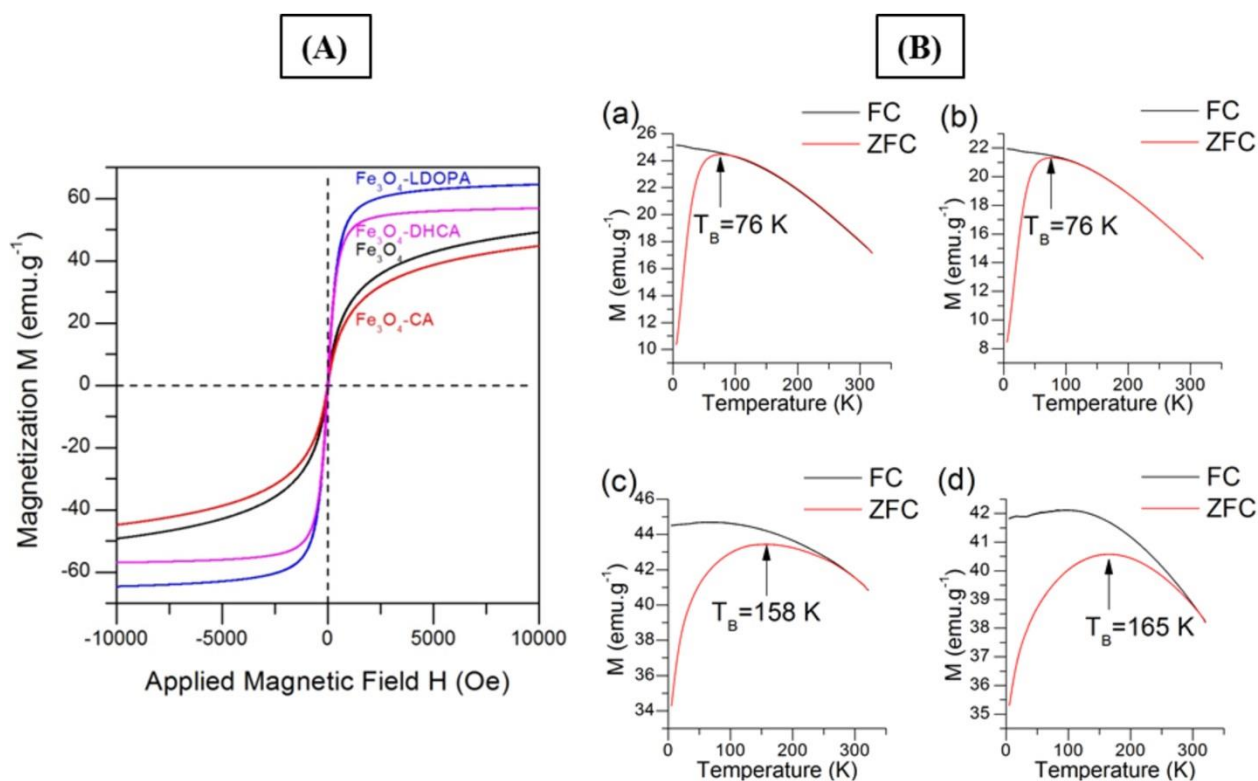 (A)
Fe₃O₄-LDOPA
Fe₃O₄-DHCA
Fe₃O₄
Fe₃O₄-CA
60
40
20
0
-20
-40
-60
-10000 -5000 0 5000 10000
Magnetization M (emu.g⁻¹)
Applied Magnetic Field H (Oe)
(B)
(a)
FC
ZFC
26
24
22
20
18
16
14
12
10
T_B=76 K
M (emu.g⁻¹)
0 100 200 300
Temperature (K)
(b)
FC
ZFC
22
20
18
16
14
12
10
8
T_B=76 K
M (emu.g⁻¹)
0 100 200 300
Temperature (K)
(c)
FC
ZFC
46
44
42
40
38
36
34
T_B=158 K
M (emu.g⁻¹)
0 100 200 300
Temperature (K)
(d)
FC
ZFC
42
41
40
39
38
37
36
35
T_B=165 K
M (emu.g⁻¹)
0 100 200 300
Temperature (K)